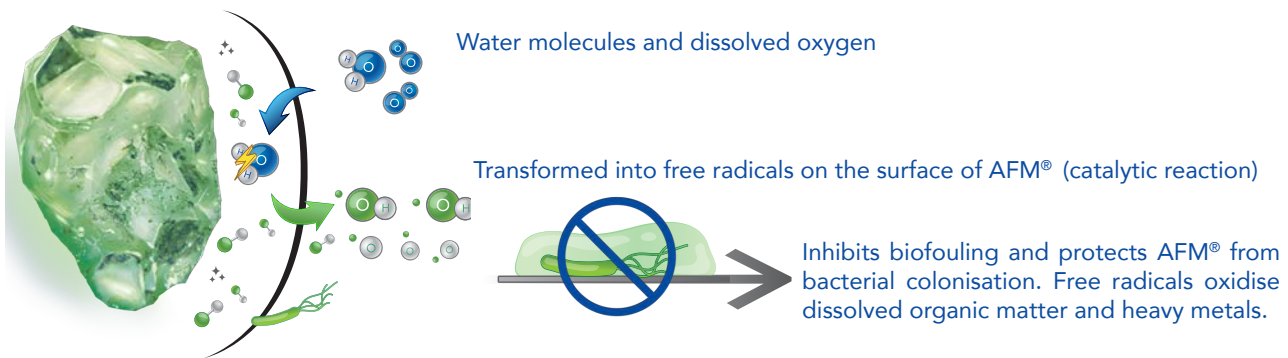 Water molecules and dissolved oxygen
H
O
O
O
H
O
O
H
O
H
Transformed into free radicals on the surface of AFM® (catalytic reaction)
O
H
O
H
O
O
O
Inhibits biofouling and protects AFM® from
bacterial colonisation. Free radicals oxidise
dissolved organic matter and heavy metals.